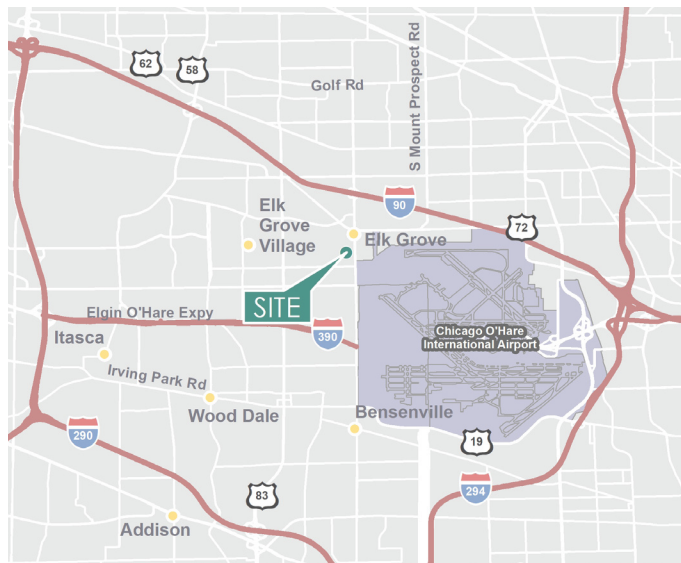 62
58
Golf Rd
S Mount Prospect Rd
90
Elk
Grove
Village
72
Elk Grove
SITE
Elgin O'Hare Expy
390
Chicago O'Hare
International Airport
Itasca
Irving Park Rd
Wood Dale
Bensenville
290
19
83
294
Addison